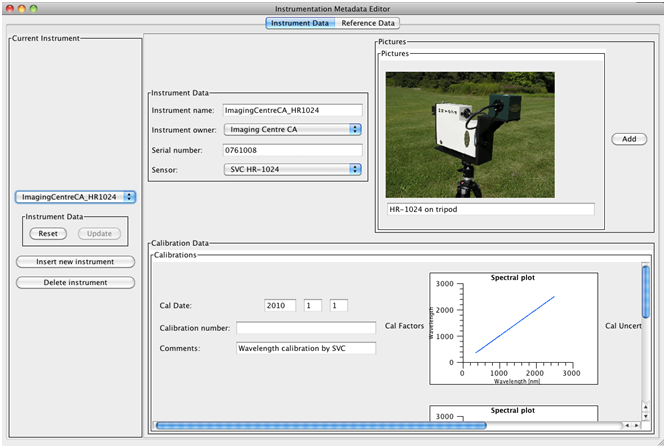 Instrumentation Metadata Editor
Instrument Data Reference Data
Current Instrument
ImagingCentreCA_HR1024
Instrument Data
Reset Update
Insert new instrument
Delete instrument
Instrument Data
Instrument name: ImagingCentreCA_HR1024
Instrument owner: Imaging Centre CA
Serial number: 0761008
Sensor: SVC HR-1024
Pictures
Pictures
HR-1024 on tripod
Add
Calibration Data
Calibrations
Cal Date: 2010 1 1
Calibration number:
Comments: Wavelength calibration by SVC
Cal Factors
Spectral plot
Wavelength
3000
2000
1000
0
0 1000 2000 3000
Wavelength [nm]
Cal Uncert
Spectral plot
3000